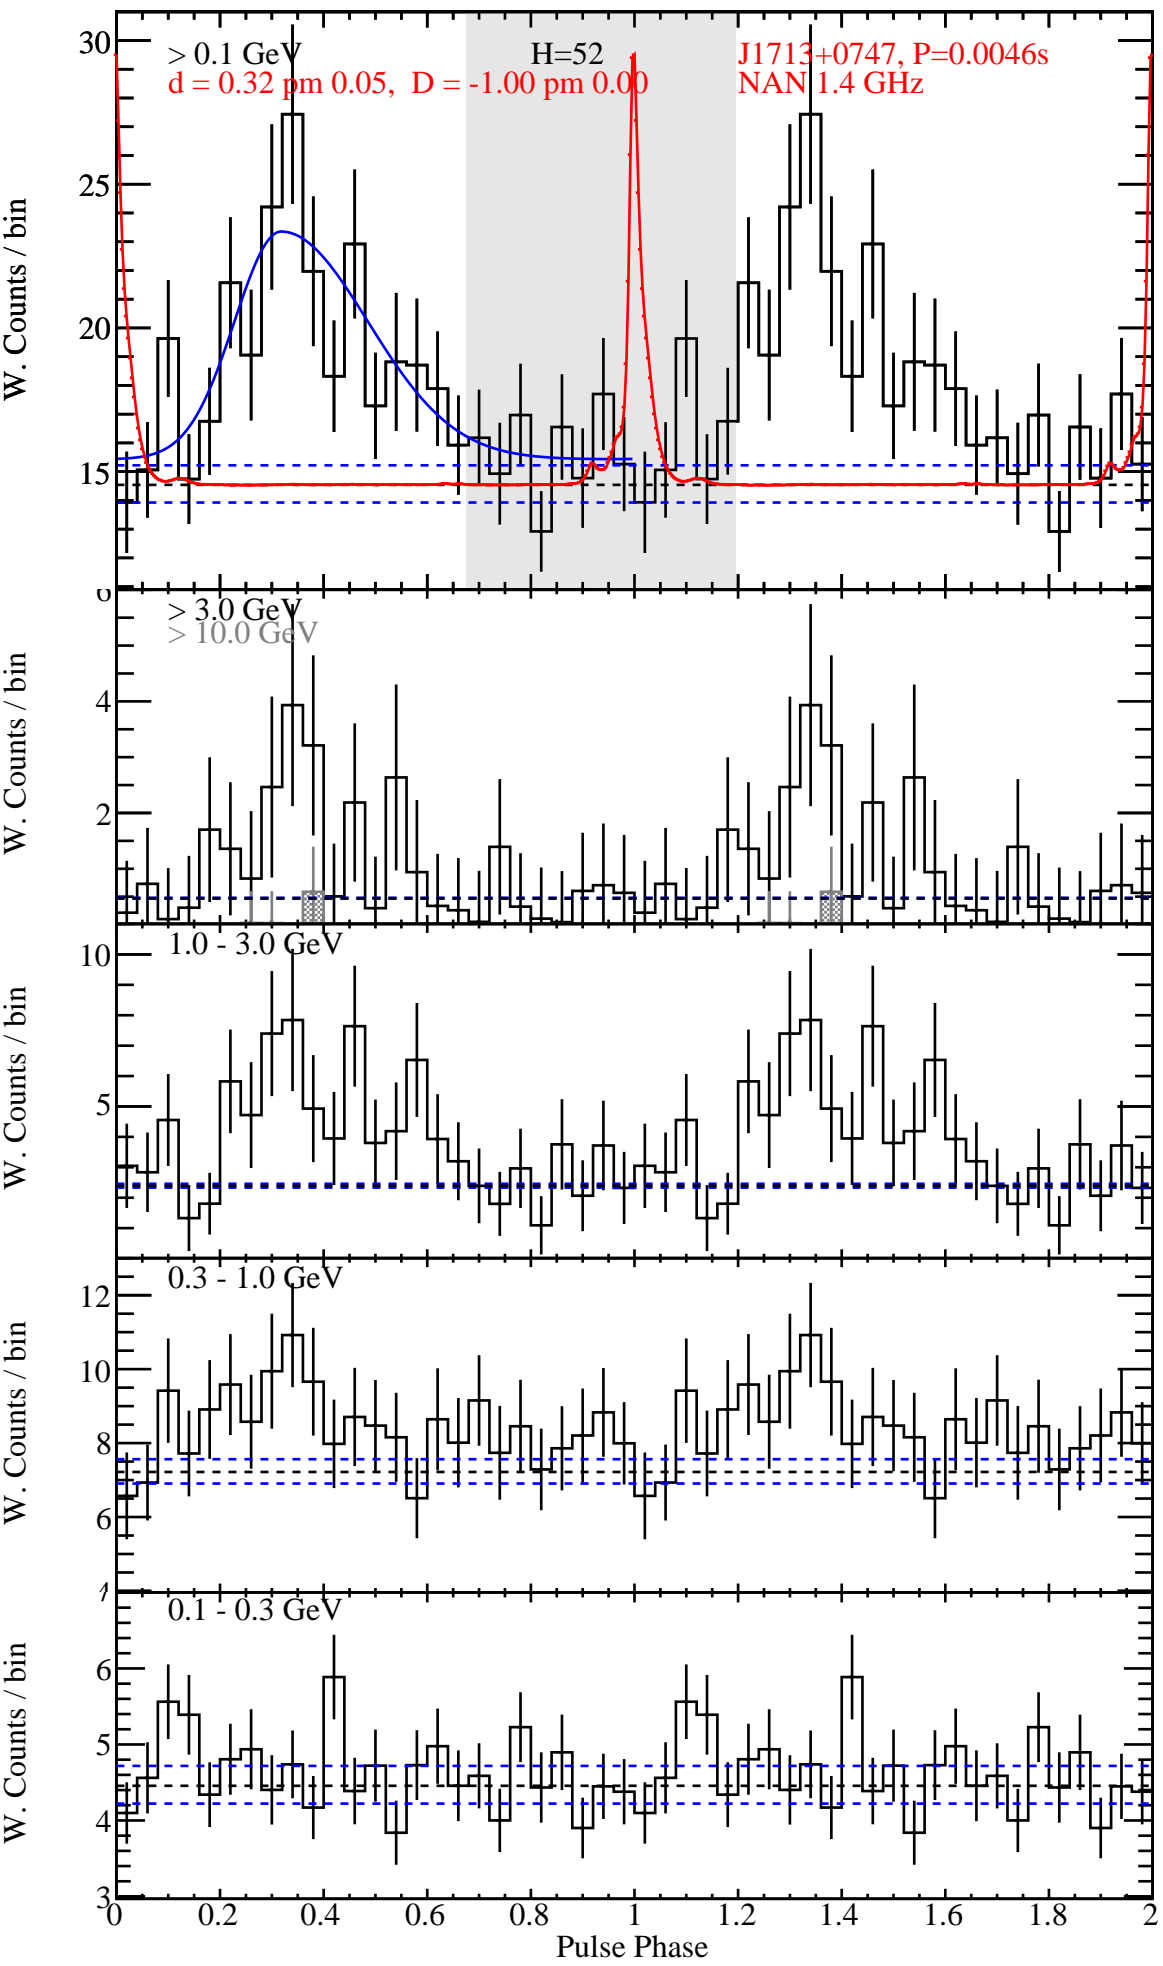 > 0.1 GeV H=52 J1713+0747, P=0.0046s
d = 0.32 pm 0.05, D = -1.00 pm 0.00 NAN 1.4 GHz
30
25
20
15
W. Counts / bin
> 3.0 GeV
> 10.0 GeV
6
4
2
W. Counts / bin
1.0 - 3.0 GeV
10
5
W. Counts / bin
0.3 - 1.0 GeV
12
10
8
6
4
W. Counts / bin
0.1 - 0.3 GeV
6
5
4
3
W. Counts / bin
0 0.2 0.4 0.6 0.8 1 1.2 1.4 1.6 1.8 2
Pulse Phase